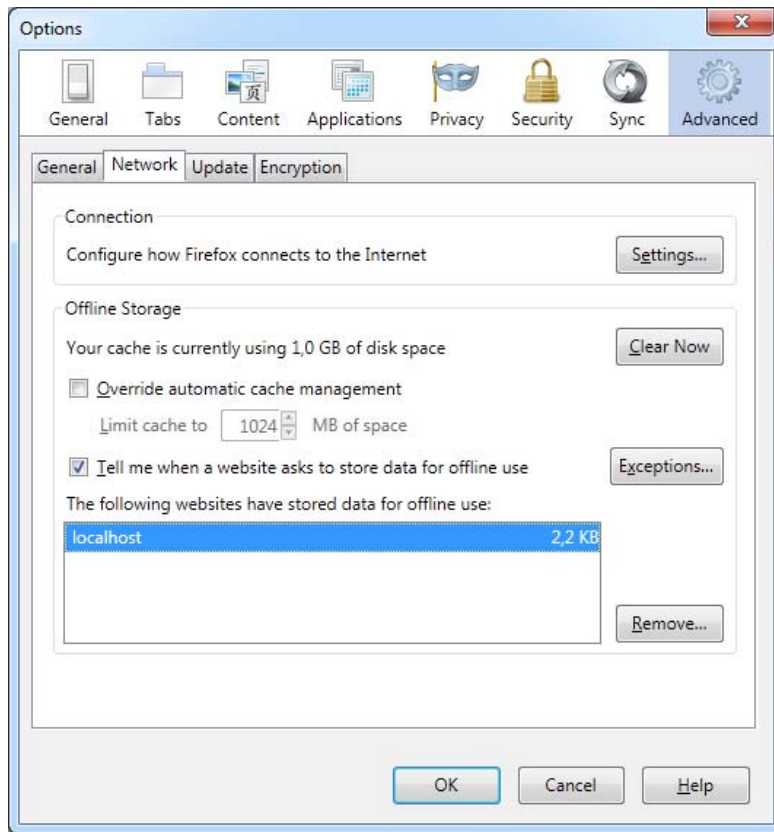 Options
General Tabs Content Applications Privacy Security Sync Advanced
General Network Update Encryption
Connection
Configure how Firefox connects to the Internet Settings...
Offline Storage
Your cache is currently using 1,0 GB of disk space Clear Now
Override automatic cache management
Limit cache to 1024 MB of space
Tell me when a website asks to store data for offline use Exceptions...
The following websites have stored data for offline use:
localhost 2,2 KB
Remove...
OK Cancel Help
页